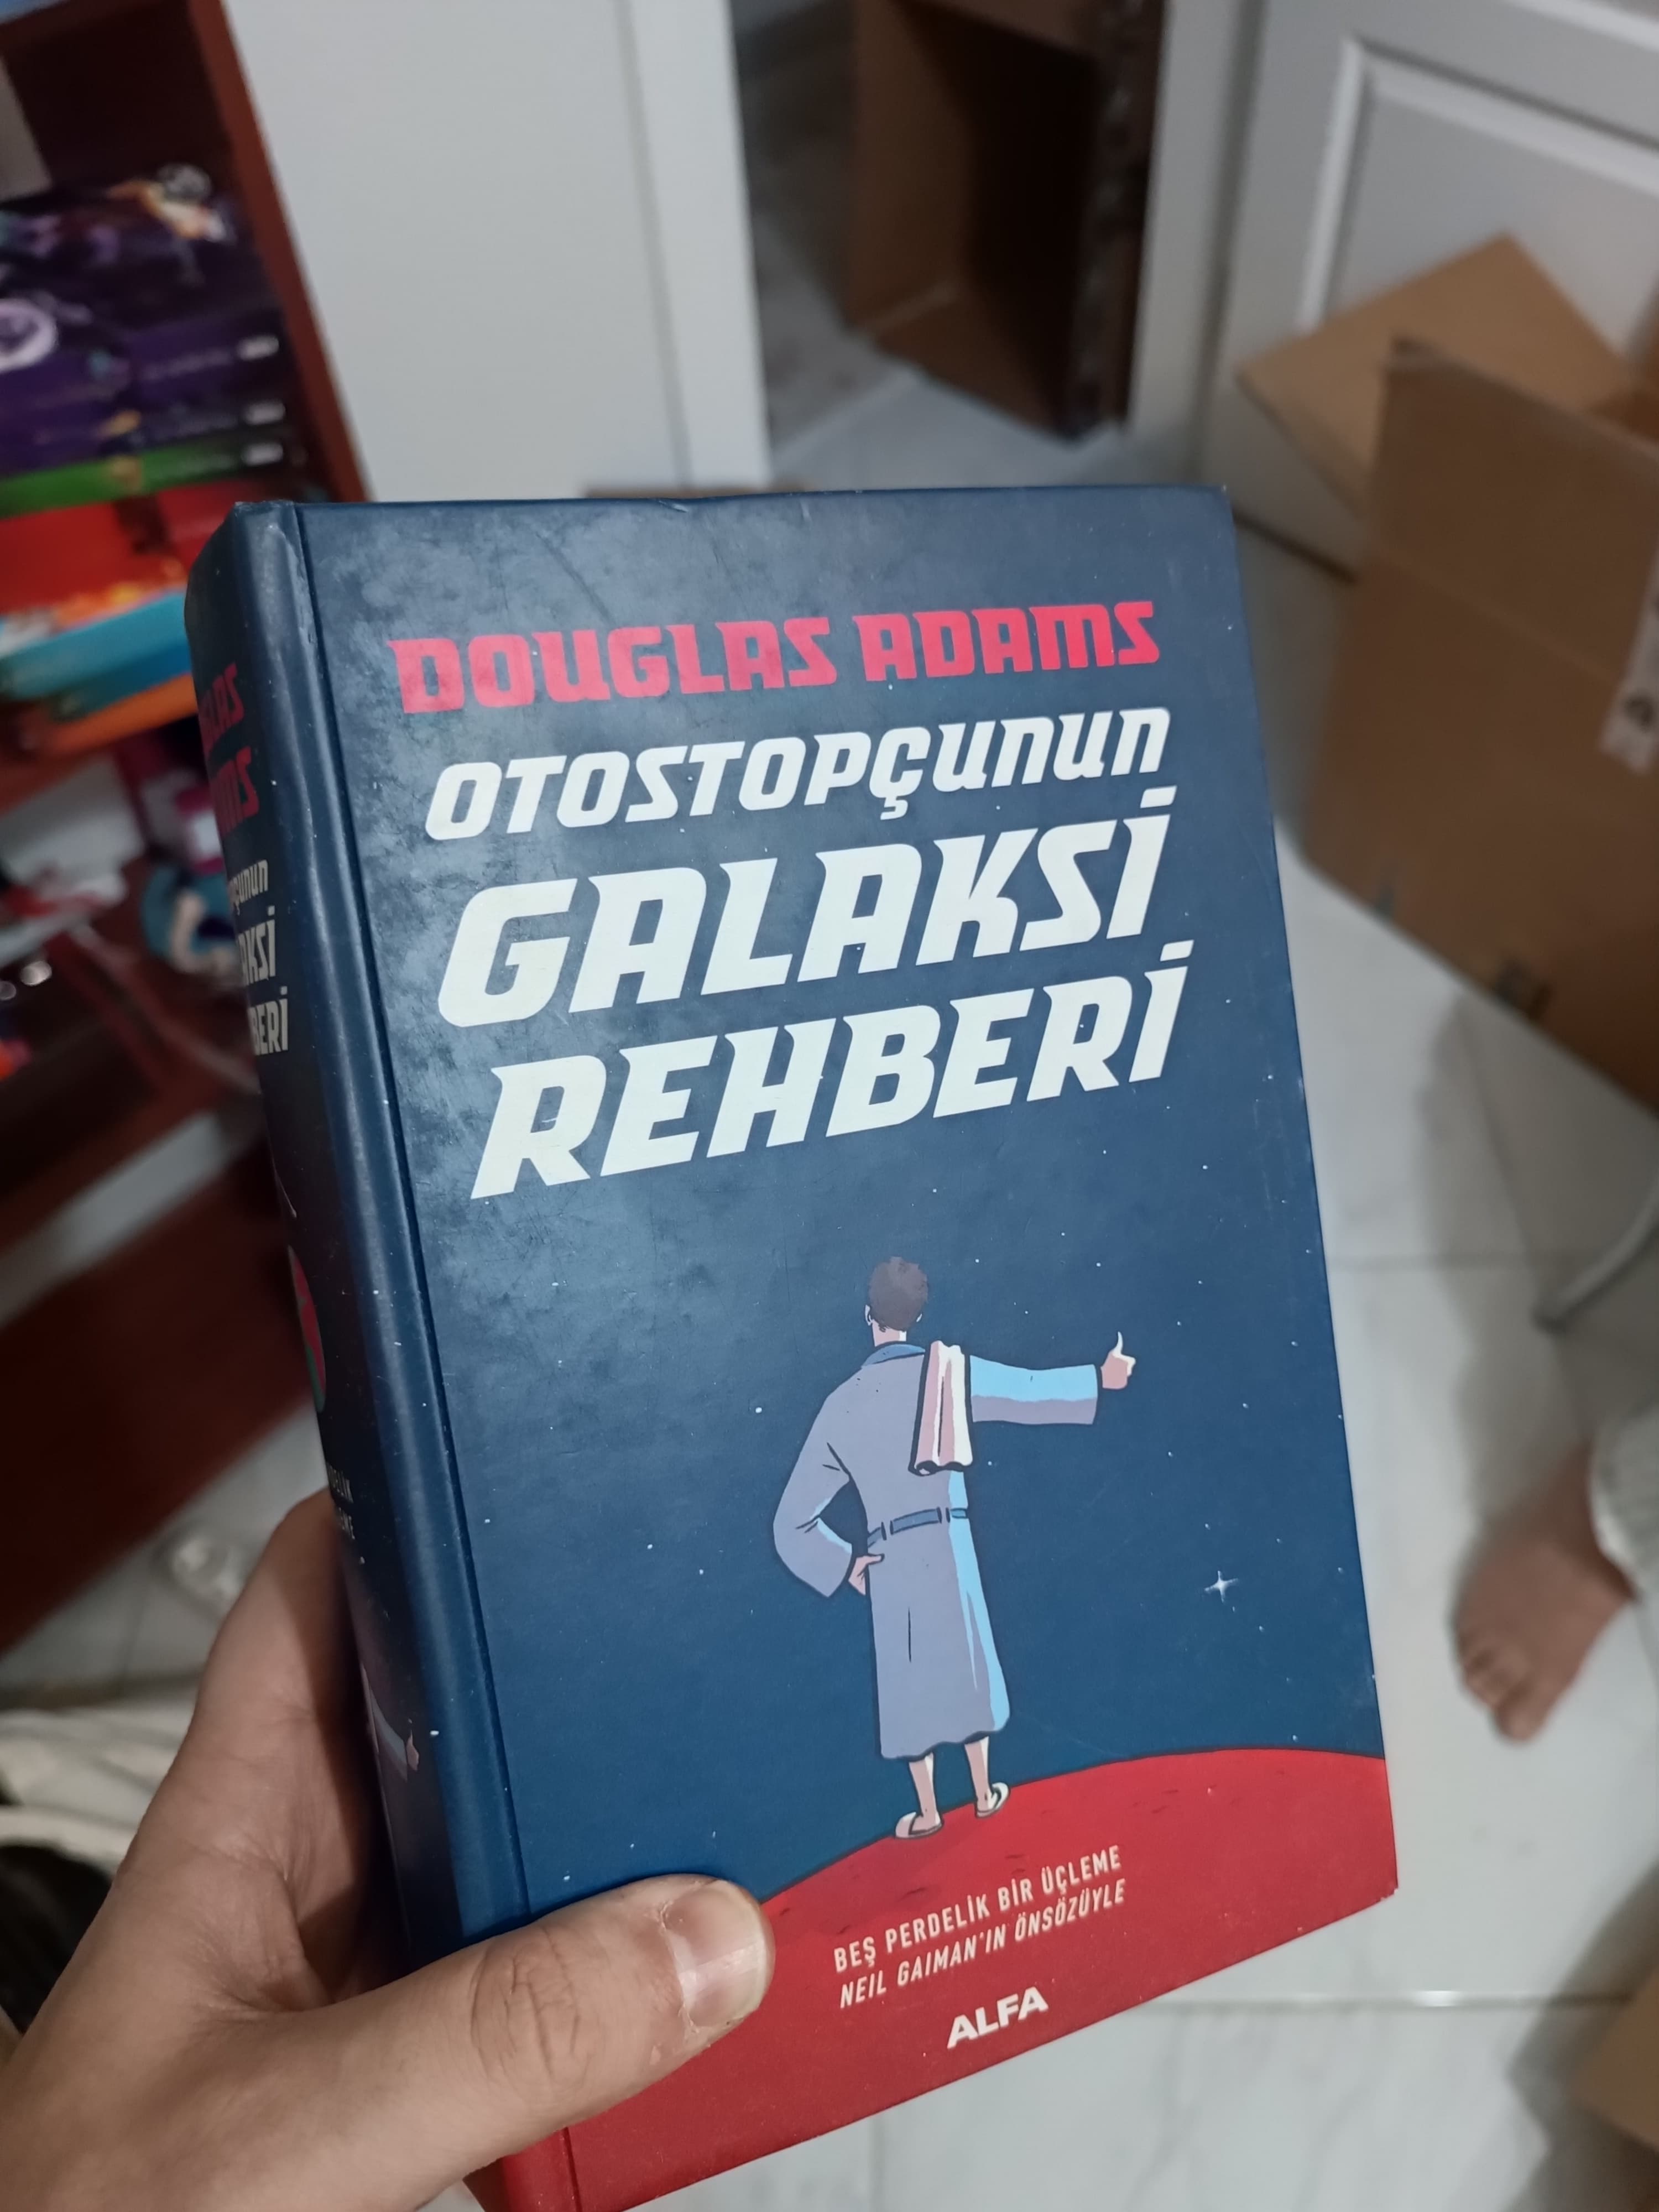 DOUGLAS ADAMS
OTOSTOPÇUNUN
GALAKSİ
REHBERİ
BEŞ PERDELİK BİR ÜÇLEME
NEIL GAIMAN'IN ÖNSÖZÜYLE
ALFA